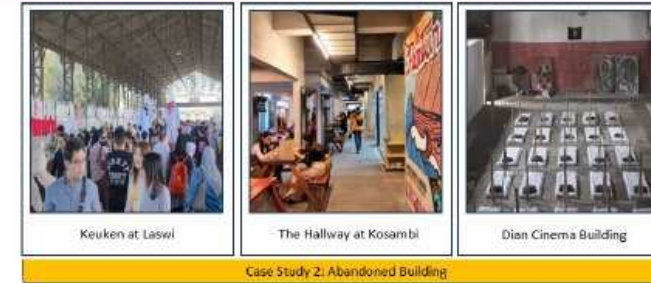 Keuken at Laswi
The Hallway at Kosambi
Dian Cinema Building
Case Study 2: Abandoned Building